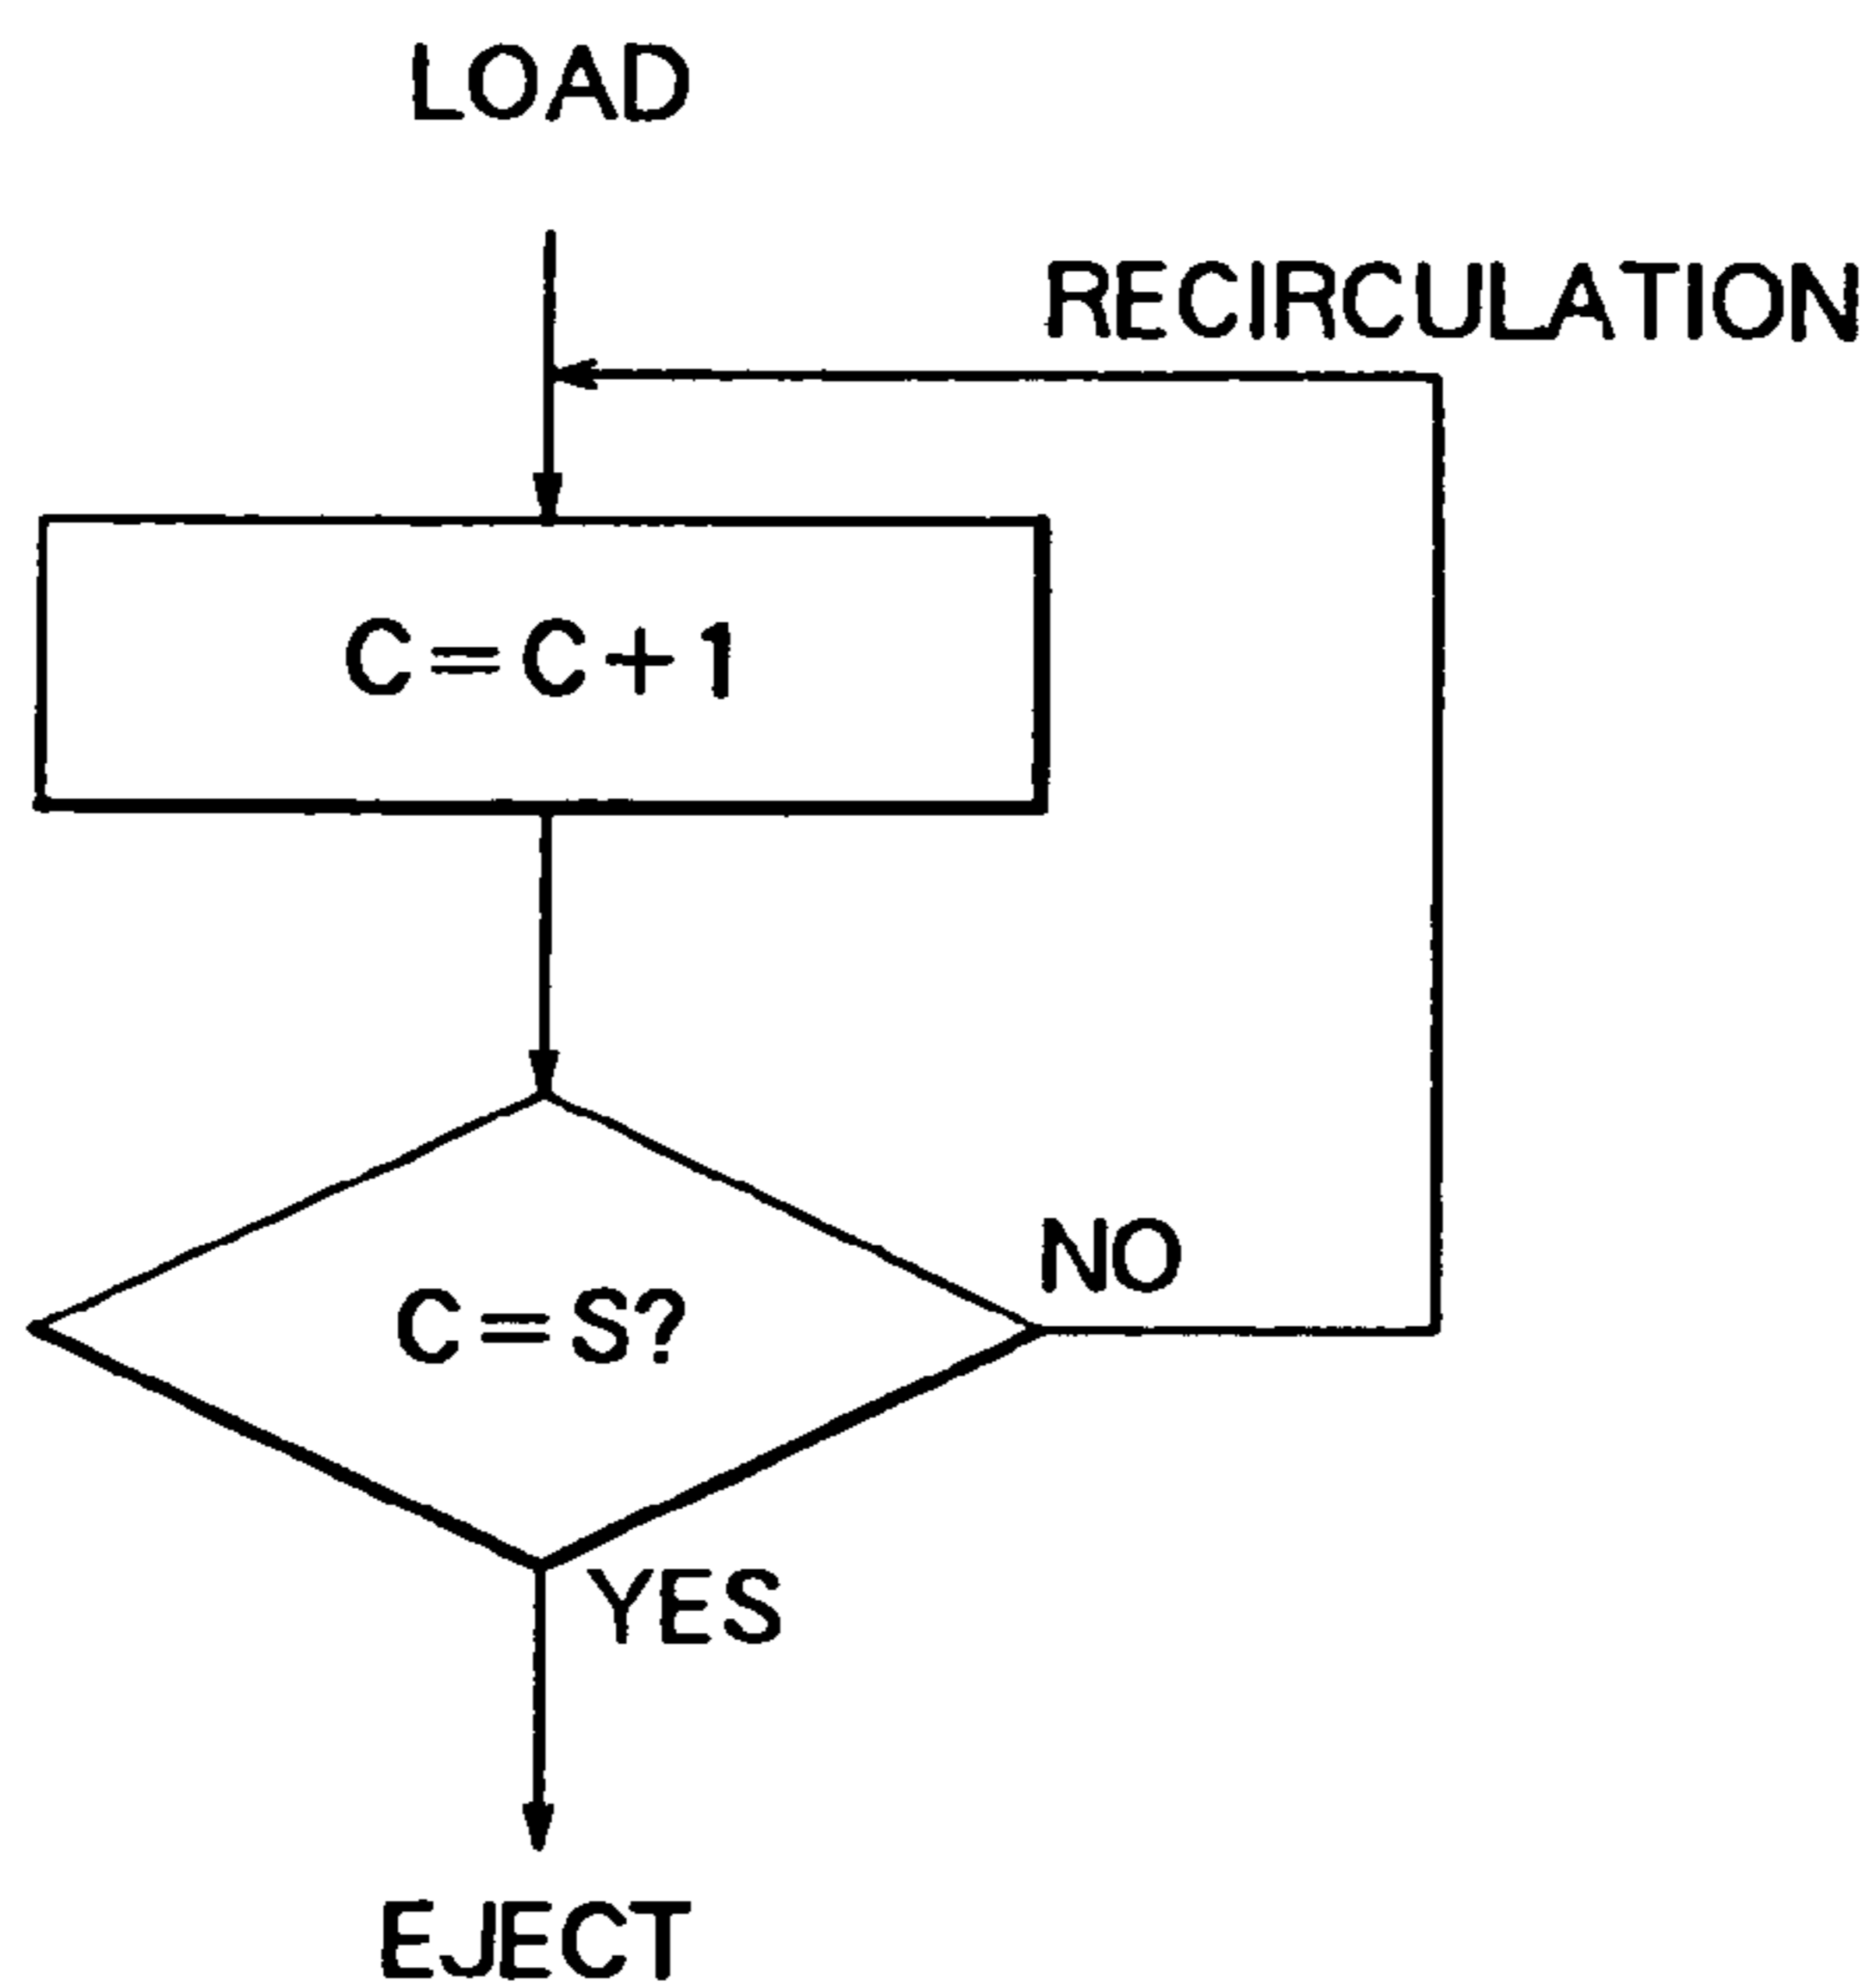 LOAD
RECIRCULATION
C=C+1
C=S?
NO
YES
EJECT